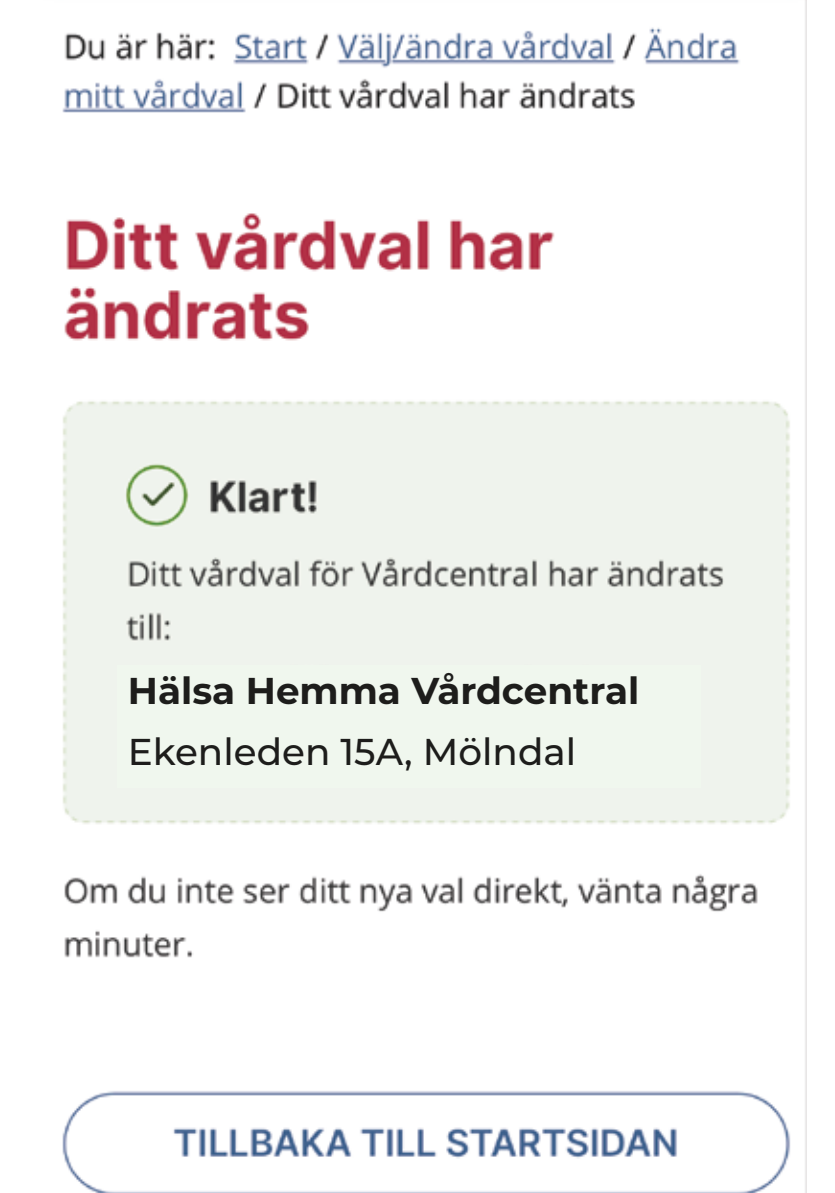 Du är här: Start / Välj/ändra vårdval / Ändra
mitt vårdval / Ditt vårdval har ändrats
Ditt vårdval har
ändrats
Klart!
Ditt vårdval för Vårdcentral har ändrats
till:
Hälsa Hemma Vårdcentral
Ekenleden 15A, Mölndal
Om du inte ser ditt nya val direkt, vänta några
minuter.
TILLBAKA TILL STARTSIDAN